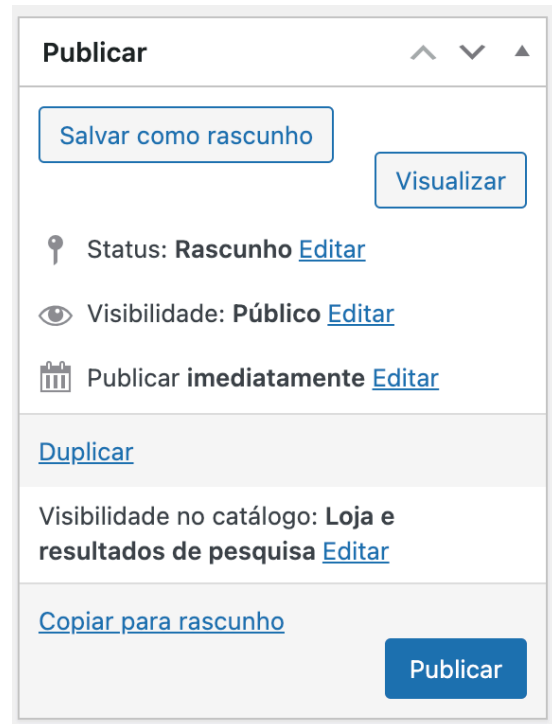 Publicar
Salvar como rascunho
Visualizar
Status: Rascunho Editar
Visibilidade: Público Editar
Publicar imediatamente Editar
Duplicar
Visibilidade no catálogo: Loja e
resultados de pesquisa Editar
Copiar para rascunho
Publicar